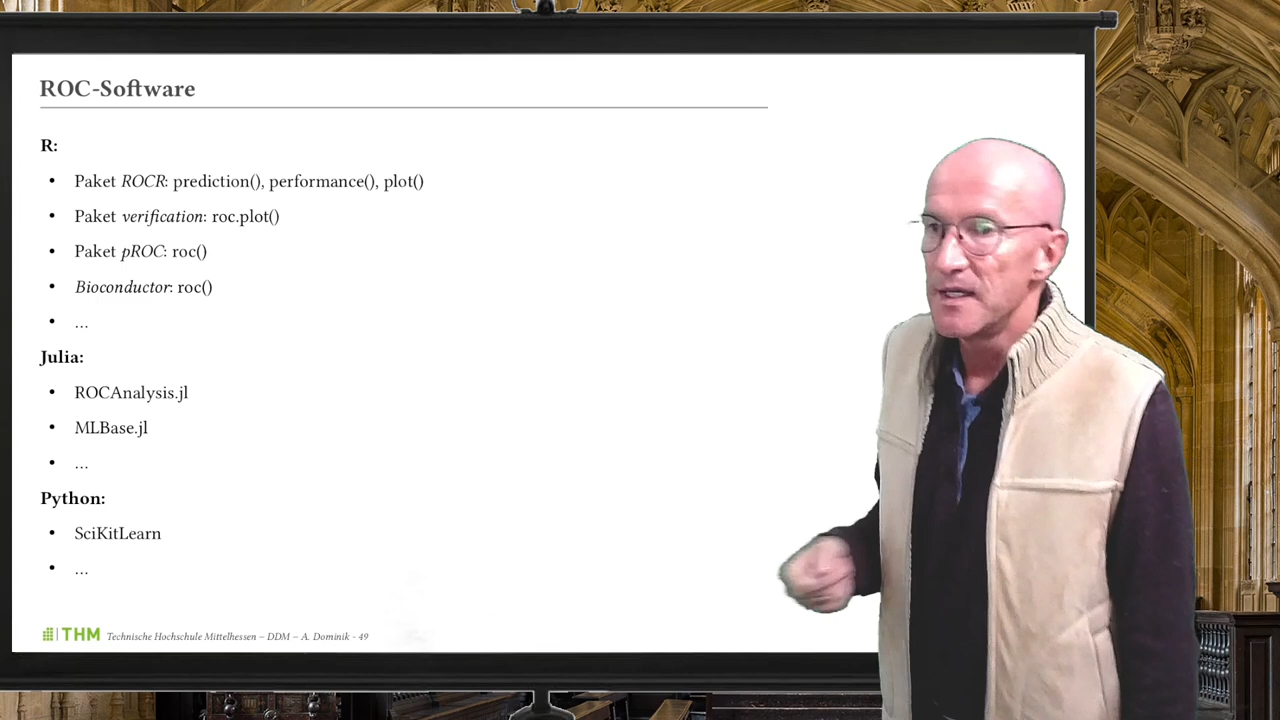 ROC-Software
R:
• Paket ROCR: prediction(), performance(), plot()
• Paket verification: roc.plot()
• Paket pROC: roc()
• Bioconductor: roc()
• ...
Julia:
• ROCAnalysis.jl
• MLBase.jl
• ...
Python:
• SciKitLearn
• ...
THM Technische Hochschule Mittelhessen – DDM – A. Dominik - 49